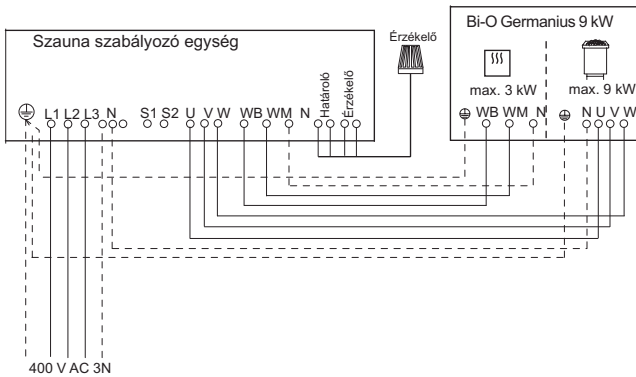 Szauna szabályozó egység
Érzékelő
Bi-O Germanius 9 kW
max. 3 kW
max. 9 kW
L1 L2 L3 N S1 S2 U V W WB WM N
Határoló
Érzékelő
WB WM N
N U V W
400 V AC 3N